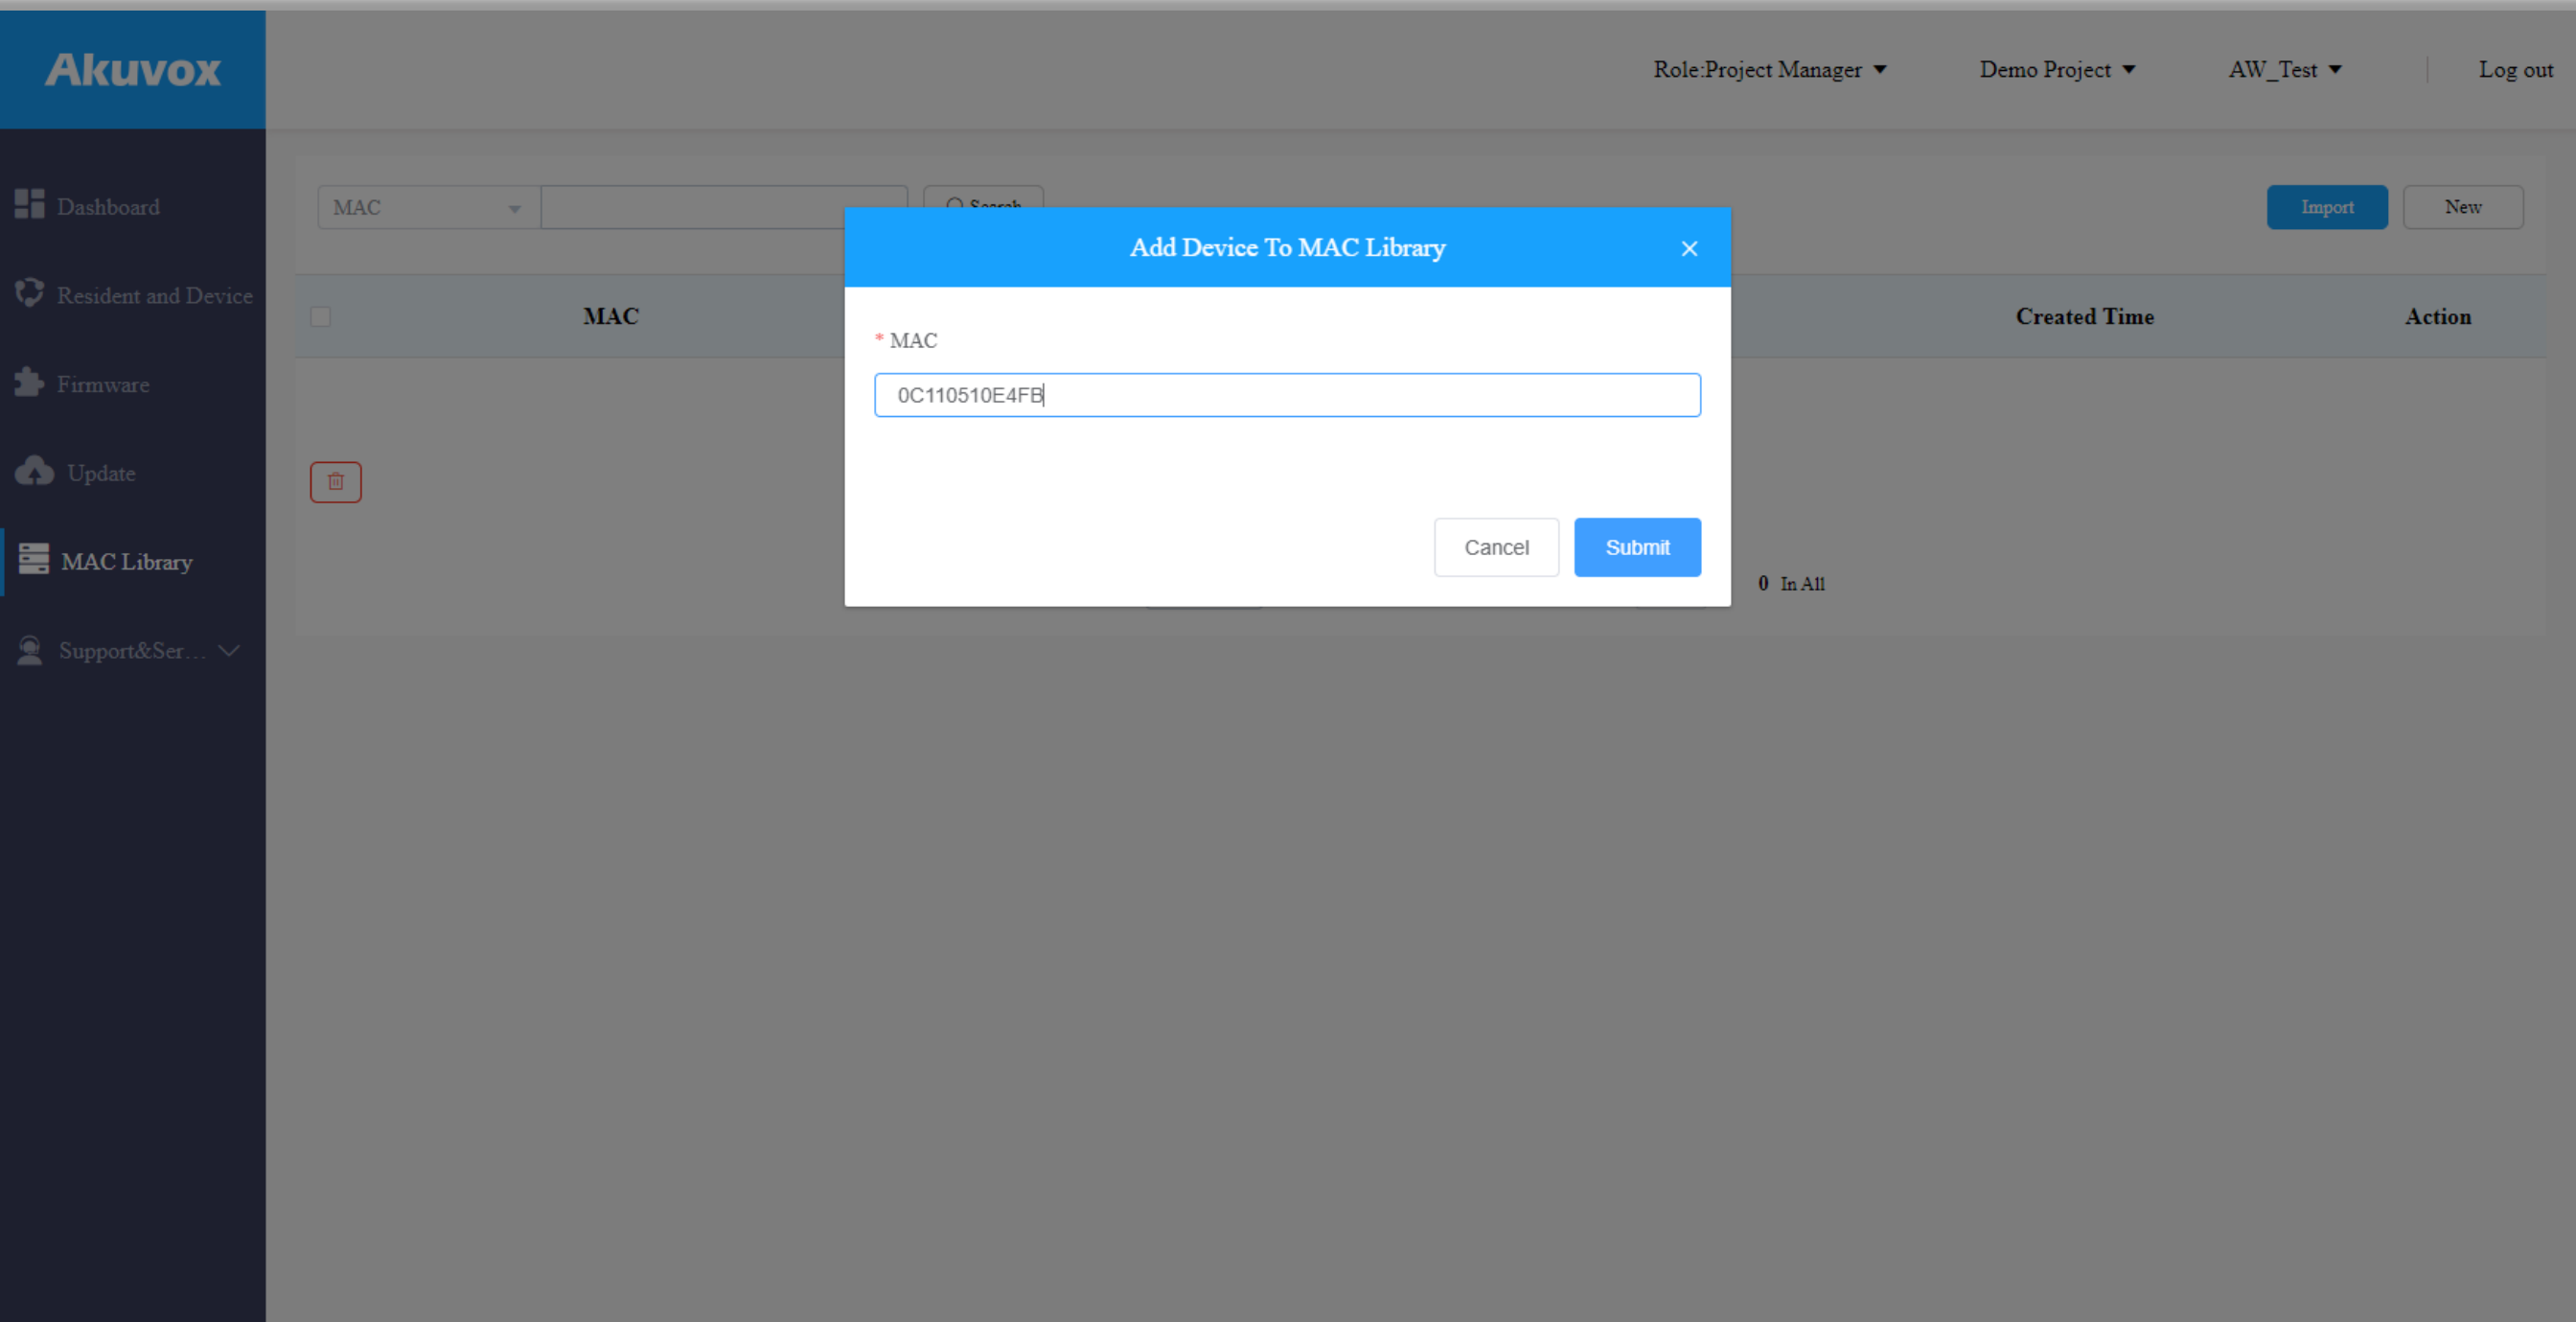 Akuvox
Role:Project Manager
Demo Project
AW_Test
Log out
Dashboard
Resident and Device
Firmware
Update
MAC Library
Support&Ser...
MAC
Search
Import
New
MAC
Created Time
Action
Add Device To MAC Library
* MAC
0C110510E4FB
Cancel
Submit
0 In All